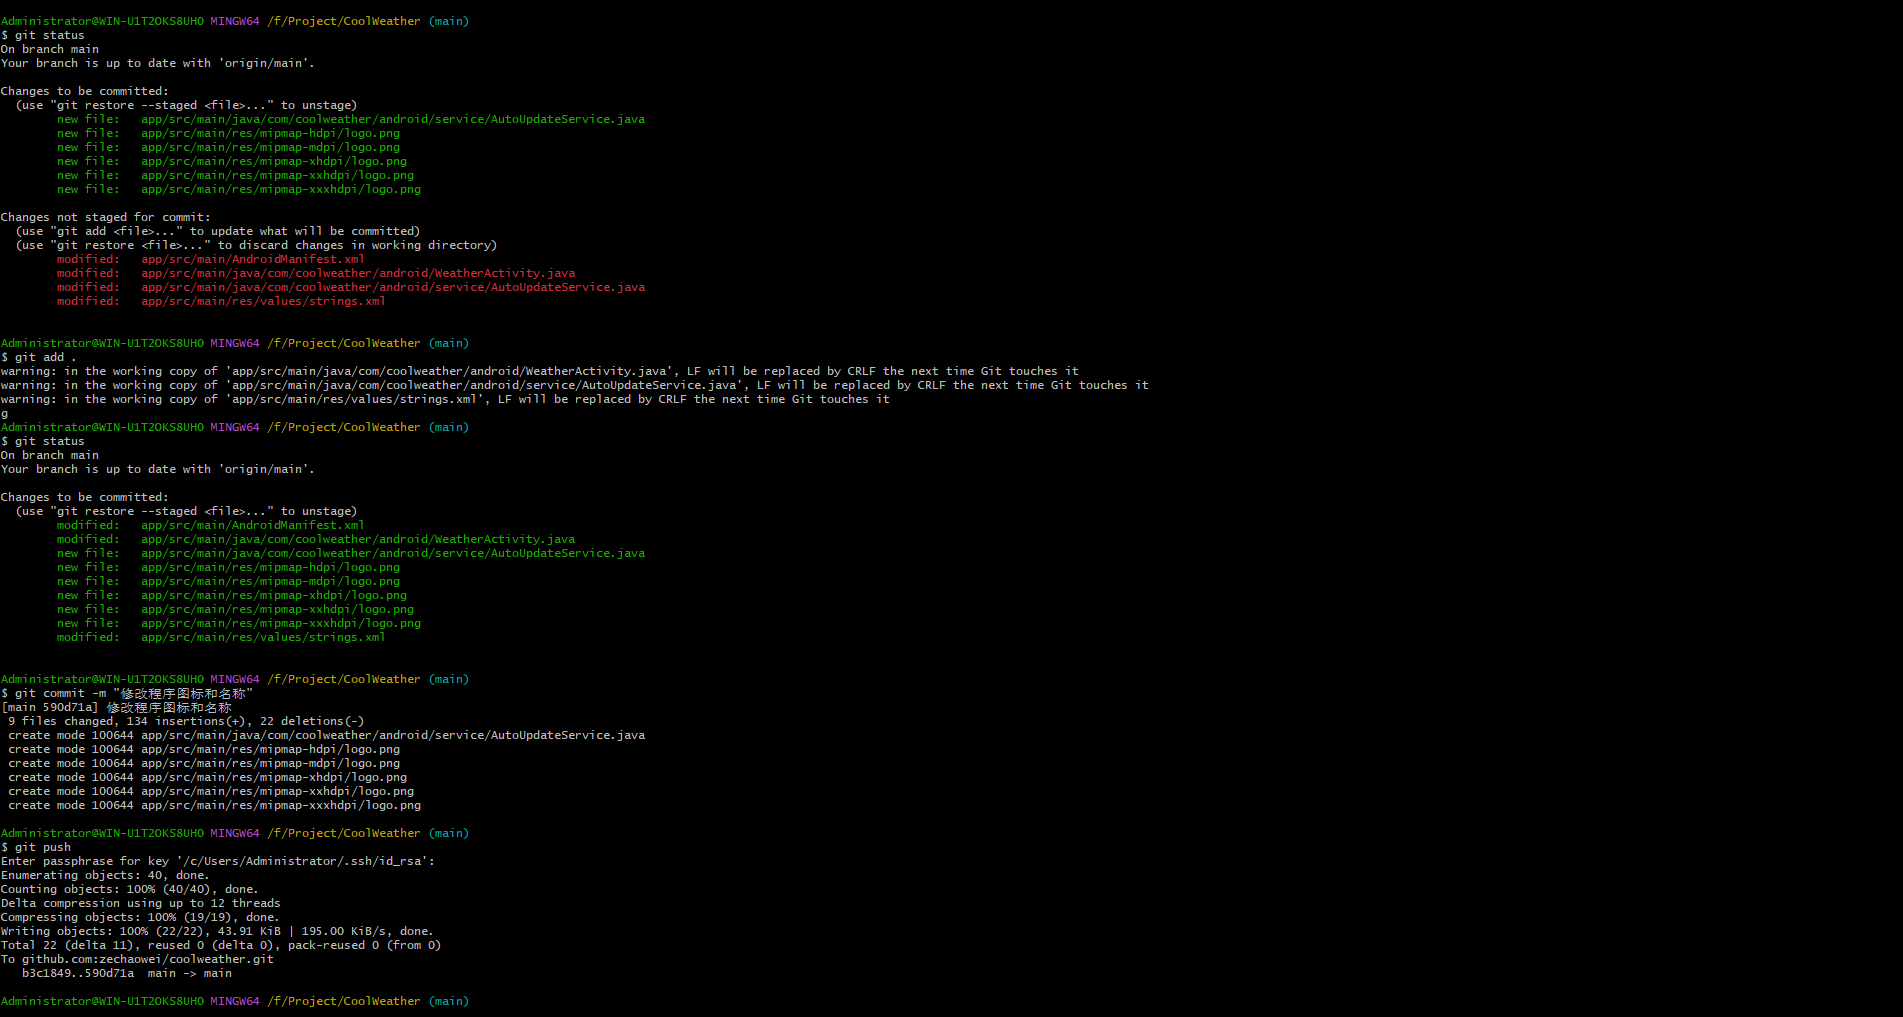 Administrator@WIN-U1T2OKS8UHO MINGW64 /f/Project/CoolWeather (main)
$ git status
On branch main
Your branch is up to date with 'origin/main'.

Changes to be committed:
  (use "git restore --staged <file>..." to unstage)
        new file:   app/src/main/java/com/coolweather/android/service/AutoUpdateService.java
        new file:   app/src/main/res/mipmap-hdpi/logo.png
        new file:   app/src/main/res/mipmap-mdpi/logo.png
        new file:   app/src/main/res/mipmap-xhdpi/logo.png
        new file:   app/src/main/res/mipmap-xxhdpi/logo.png
        new file:   app/src/main/res/mipmap-xxxhdpi/logo.png

Changes not staged for commit:
  (use "git add <file>..." to update what will be committed)
  (use "git restore <file>..." to discard changes in working directory)
        modified:   app/src/main/AndroidManifest.xml
        modified:   app/src/main/java/com/coolweather/android/WeatherActivity.java
        modified:   app/src/main/java/com/coolweather/android/service/AutoUpdateService.java
        modified:   app/src/main/res/values/strings.xml

Administrator@WIN-U1T2OKS8UHO MINGW64 /f/Project/CoolWeather (main)
$ git add .
warning: in the working copy of 'app/src/main/java/com/coolweather/android/WeatherActivity.java', LF will be replaced by CRLF the next time Git touches it
warning: in the working copy of 'app/src/main/java/com/coolweather/android/service/AutoUpdateService.java', LF will be replaced by CRLF the next time Git touches it
warning: in the working copy of 'app/src/main/res/values/strings.xml', LF will be replaced by CRLF the next time Git touches it
g
Administrator@WIN-U1T2OKS8UHO MINGW64 /f/Project/CoolWeather (main)
$ git status
On branch main
Your branch is up to date with 'origin/main'.

Changes to be committed:
  (use "git restore --staged <file>..." to unstage)
        modified:   app/src/main/AndroidManifest.xml
        modified:   app/src/main/java/com/coolweather/android/WeatherActivity.java
        new file:   app/src/main/java/com/coolweather/android/service/AutoUpdateService.java
        new file:   app/src/main/res/mipmap-hdpi/logo.png
        new file:   app/src/main/res/mipmap-mdpi/logo.png
        new file:   app/src/main/res/mipmap-xhdpi/logo.png
        new file:   app/src/main/res/mipmap-xxhdpi/logo.png
        new file:   app/src/main/res/mipmap-xxxhdpi/logo.png
        modified:   app/src/main/res/values/strings.xml

Administrator@WIN-U1T2OKS8UHO MINGW64 /f/Project/CoolWeather (main)
$ git commit -m "修改程序图标和名称"
[main 590d71a] 修改程序图标和名称
 9 files changed, 134 insertions(+), 22 deletions(-)
 create mode 100644 app/src/main/java/com/coolweather/android/service/AutoUpdateService.java
 create mode 100644 app/src/main/res/mipmap-hdpi/logo.png
 create mode 100644 app/src/main/res/mipmap-mdpi/logo.png
 create mode 100644 app/src/main/res/mipmap-xhdpi/logo.png
 create mode 100644 app/src/main/res/mipmap-xxhdpi/logo.png
 create mode 100644 app/src/main/res/mipmap-xxxhdpi/logo.png

Administrator@WIN-U1T2OKS8UHO MINGW64 /f/Project/CoolWeather (main)
$ git push
Enter passphrase for key '/c/Users/Administrator/.ssh/id_rsa':
Enumerating objects: 40, done.
Counting objects: 100% (40/40), done.
Delta compression using up to 12 threads
Compressing objects: 100% (19/19), done.
Writing objects: 100% (22/22), 43.91 KiB | 195.00 KiB/s, done.
Total 22 (delta 11), reused 0 (delta 0), pack-reused 0 (from 0)
To github.com:zechaowei/coolweather.git
   b3c1849..590d71a  main -> main

Administrator@WIN-U1T2OKS8UHO MINGW64 /f/Project/CoolWeather (main)